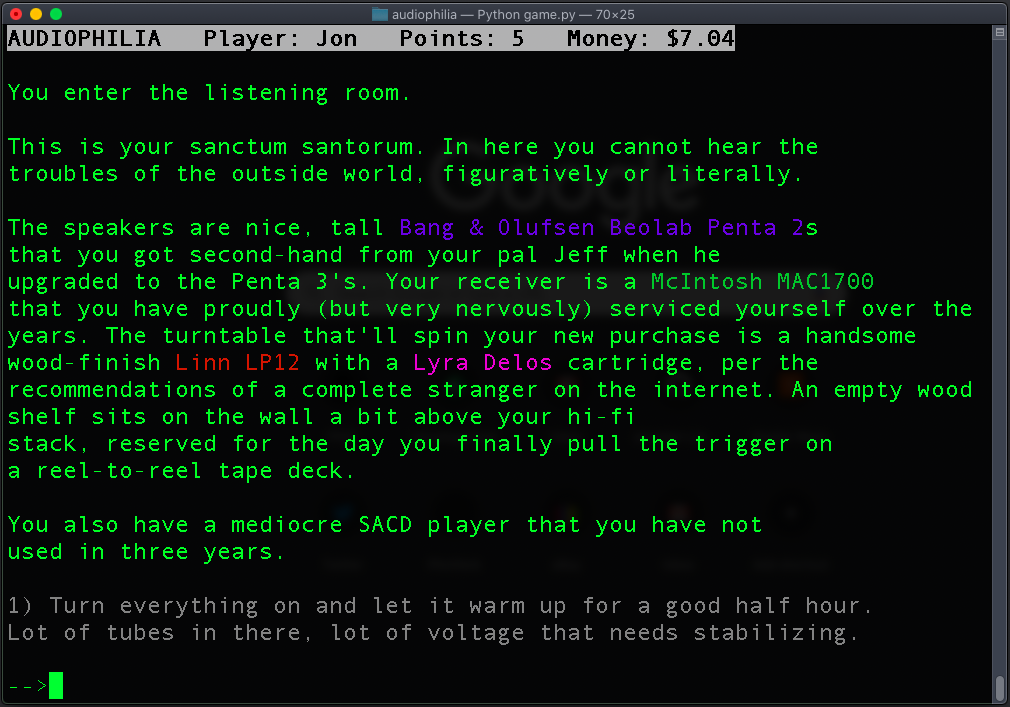 audiophilia — Python game.py — 70×25
AUDIOPHILIA   Player: Jon   Points: 5   Money: $7.04
You enter the listening room.
This is your sanctum santorum. In here you cannot hear the
troubles of the outside world, figuratively or literally.
The speakers are nice, tall Bang & Olufsen Beolab Penta 2s
that you got second-hand from your pal Jeff when he
upgraded to the Penta 3's. Your receiver is a McIntosh MAC1700
that you have proudly (but very nervously) serviced yourself over the
years. The turntable that'll spin your new purchase is a handsome
wood-finish Linn LP12 with a Lyra Delos cartridge, per the
recommendations of a complete stranger on the internet. An empty wood
shelf sits on the wall a bit above your hi-fi
stack, reserved for the day you finally pull the trigger on
a reel-to-reel tape deck.
You also have a mediocre SACD player that you have not
used in three years.
1) Turn everything on and let it warm up for a good half hour.
Lot of tubes in there, lot of voltage that needs stabilizing.
-->
Google